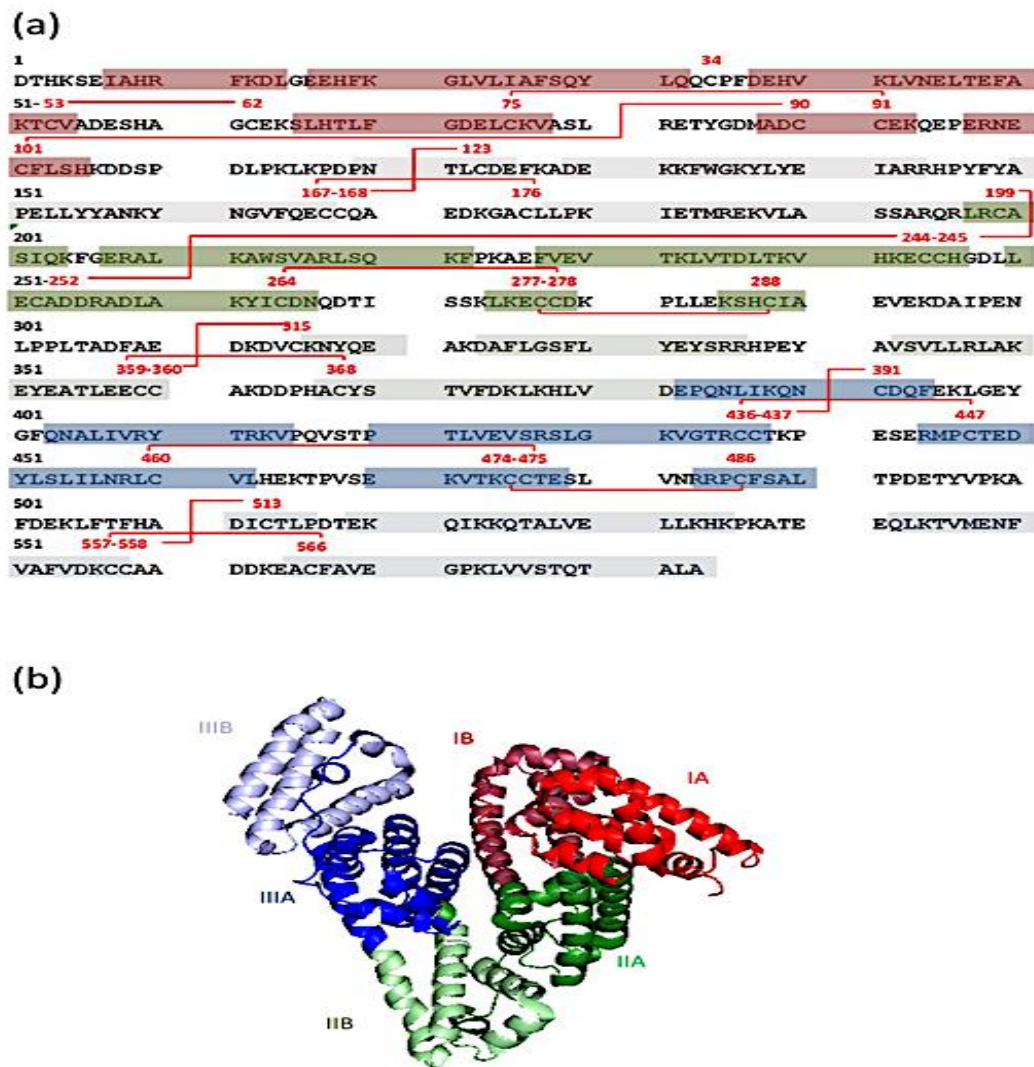 (a)
1 34
DTHKSEIAHR FKDLGEEHFK GLVLIAFSQY LQQCPFDEHV KLVNELTEFA
51- 53 62 75 90 91
KTCVADESHA GCEKSLHTLF GDELCKVASL RETYGDMADC CEKQEPERNE
101 123
CFLSHKDDSP DLPKLKPDPN TLCDEFKADE KKFWGKYLYE IARRHPYFYA
151 167-168 176 199
PELLYYANKY NGVFQECCQA EDKGACLLPK IETMREKVLA SSARQRLRCA
201 244-245
SIQKFGERAL KAWSVARLSQ KFPKAEFVEV TKLVTDLTKV HKECCHGDLL
251-252 264 277-278 288
ECADDRADLA KYICDNQDTI SSKLKECCDK PLLEKSHCIA EVEKDAIPEN
301 315
LPPLTADFAE DKDVCKNYQE AKDAFLGSFL YEYSRRHPEY AVSVLLRLAK
351 359-360 368 391
EYEATLEECC AKDDPHACYS TVFDKLKHLV DEPQNLIKQN CDQFEKLGEY
401 436-437 447
GFQNALIVRY TRKVPQVSTP TLVEVSRSLG KVGTRCCTKP ESERMPCTED
451 460 474-475 486
YLSLILNRLC VLHEKTPVSE KVTKCCTESL VNRRPCFSAL TPDETYVPKA
501 513
FDEKLFTFHA DICTLPDTEK QIKKQTALVE LLKHKPKATE EQLKTVMENF
551 557-558 566
VAFVDKCCAA DDKEACFAVE GPKLVVSTQT ALA
(b)
IIIB IB
IA
IIIA
IIA
IIB